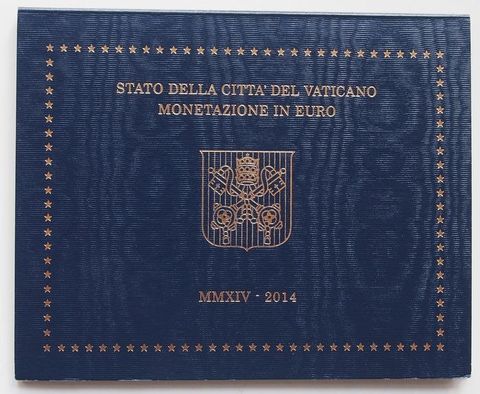 STATO DELLA CITTA' DEL VATICANO
MONETAZIONE IN EURO
MMXIV - 2014